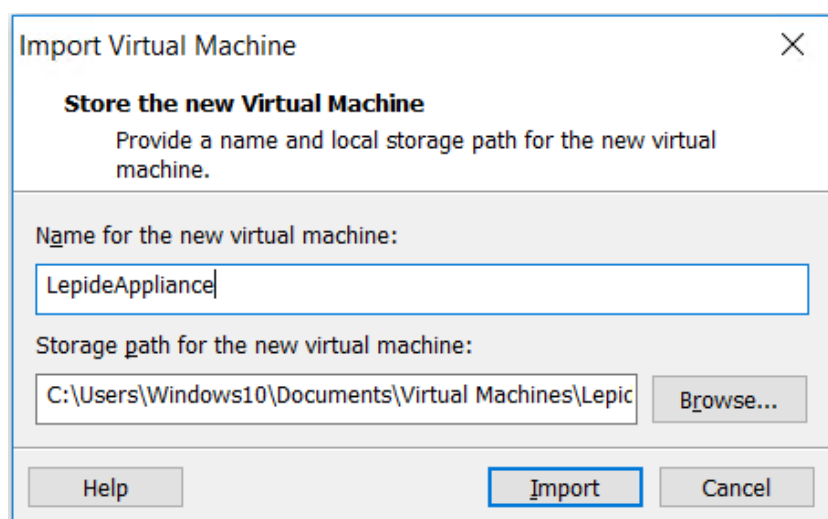 Import Virtual Machine
Store the new Virtual Machine
Provide a name and local storage path for the new virtual
machine.
Name for the new virtual machine:
LepideAppliance
Storage path for the new virtual machine:
C:\Users\Windows10\Documents\Virtual Machines\Lepic
Browse...
Help
Import
Cancel